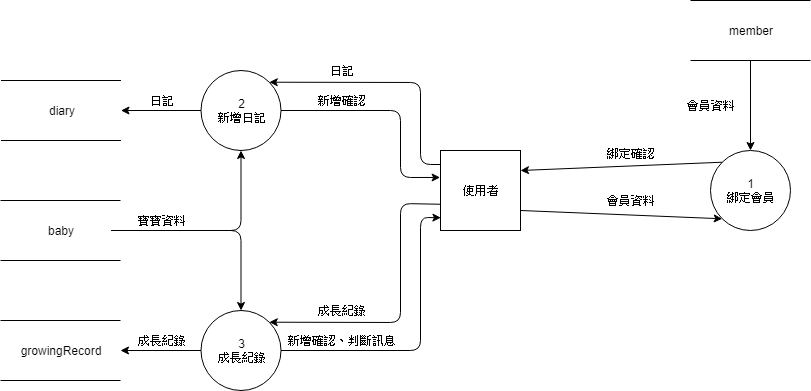 member
日記
diary
日記
2
新增日記
新增確認
會員資料
綁定確認
使用者
1
綁定會員
會員資料
寶寶資料
baby
成長紀錄
growingRecord
成長紀錄
3
成長紀錄
新增確認、判斷訊息